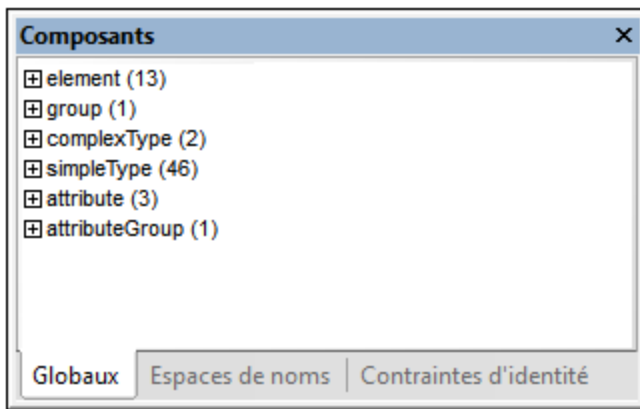 Composants
element (13)
group (1)
complexType (2)
simpleType (46)
attribute (3)
attributeGroup (1)
Globaux Espaces de noms Contraintes d'identité